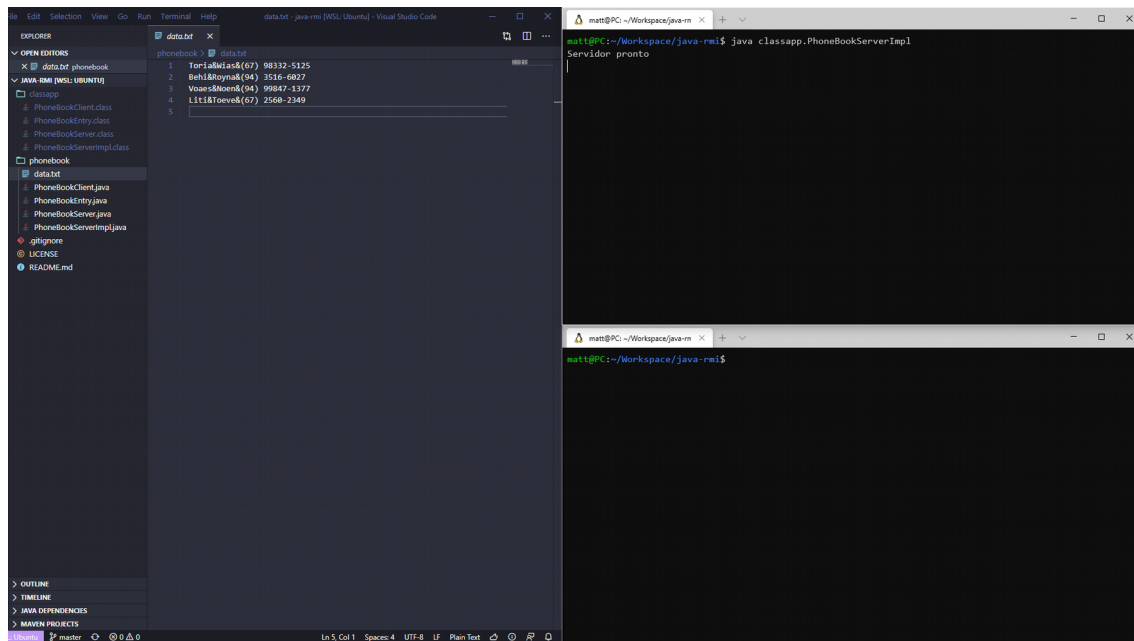 File Edit Selection View Go Run Terminal Help data.txt - java-rmi [WSL: Ubuntu] - Visual Studio Code
EXPLORER
OPEN EDITORS
data.txt phonebook
JAVA-RMI [WSL: UBUNTU]
classapp
PhoneBookClient.class
PhoneBookEntry.class
PhoneBookServer.class
PhoneBookServerImpl.class
phonebook
data.txt
PhoneBookClient.java
PhoneBookEntry.java
PhoneBookServer.java
PhoneBookServerImpl.java
.gitignore
LICENSE
README.md
OUTLINE
TIMELINE
JAVA DEPENDENCIES
MAVEN PROJECTS
data.txt
phonebook > data.txt
1 Toria&Wias&(67) 98332-5125
2 Behi&Royna&(94) 3516-6027
3 Voaes&Noen&(94) 99847-1377
4 Liti&Toeve&(67) 2560-2349
5
Ubuntu master 0 0 Ln 5, Col 1 Spaces: 4 UTF-8 LF Plain Text
matt@PC: ~/Workspace/java-rm
matt@PC:~/Workspace/java-rmi$ java classapp.PhoneBookServerImpl
Servidor pronto
matt@PC: ~/Workspace/java-rm
matt@PC:~/Workspace/java-rmi$